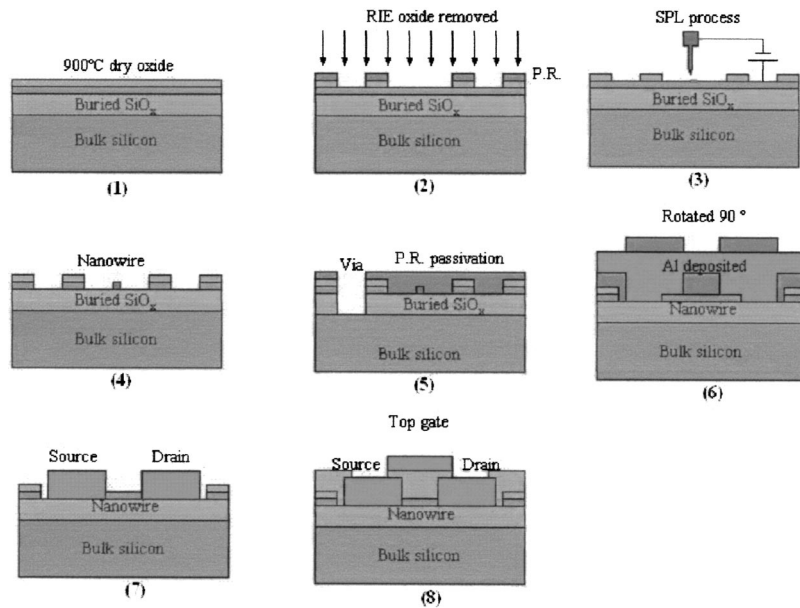 900°C dry oxide
Buried SiOₓ
Bulk silicon
(1)
RIE oxide removed
P.R.
Buried SiOₓ
Bulk silicon
(2)
SPL process
Buried SiOₓ
Bulk silicon
(3)
Nanowire
Buried SiOₓ
Bulk silicon
(4)
Via
P.R. passivation
Buried SiOₓ
Bulk silicon
(5)
Rotated 90 °
Al deposited
Nanowire
Bulk silicon
(6)
Source Drain
Nanowire
Bulk silicon
(7)
Top gate
Source Drain
Nanowire
Bulk silicon
(8)